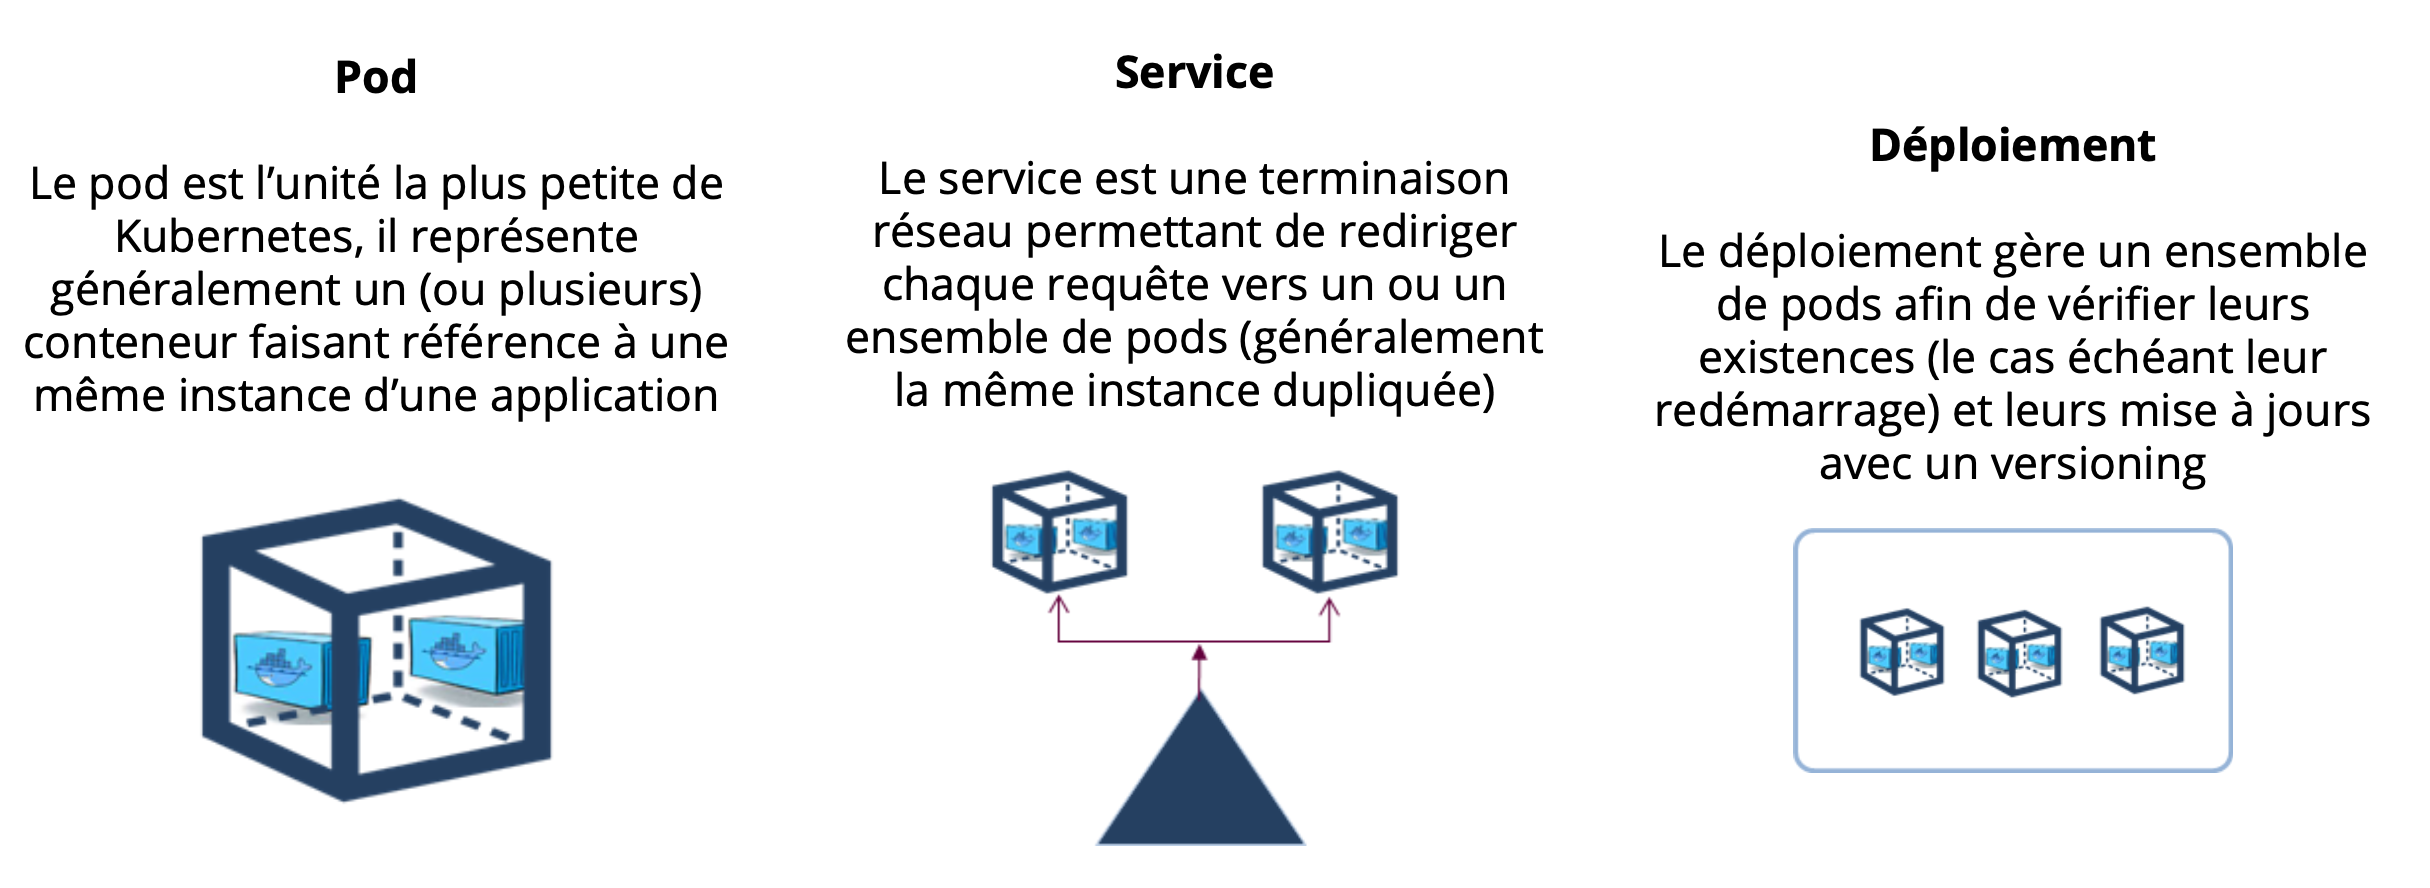 Pod
Le pod est l’unité la plus petite de
Kubernetes, il représente
généralement un (ou plusieurs)
conteneur faisant référence à une
même instance d’une application
Service
Le service est une terminaison
réseau permettant de rediriger
chaque requête vers un ou un
ensemble de pods (généralement
la même instance dupliquée)
Déploiement
Le déploiement gère un ensemble
de pods afin de vérifier leurs
existences (le cas échéant leur
redémarrage) et leurs mise à jours
avec un versioning